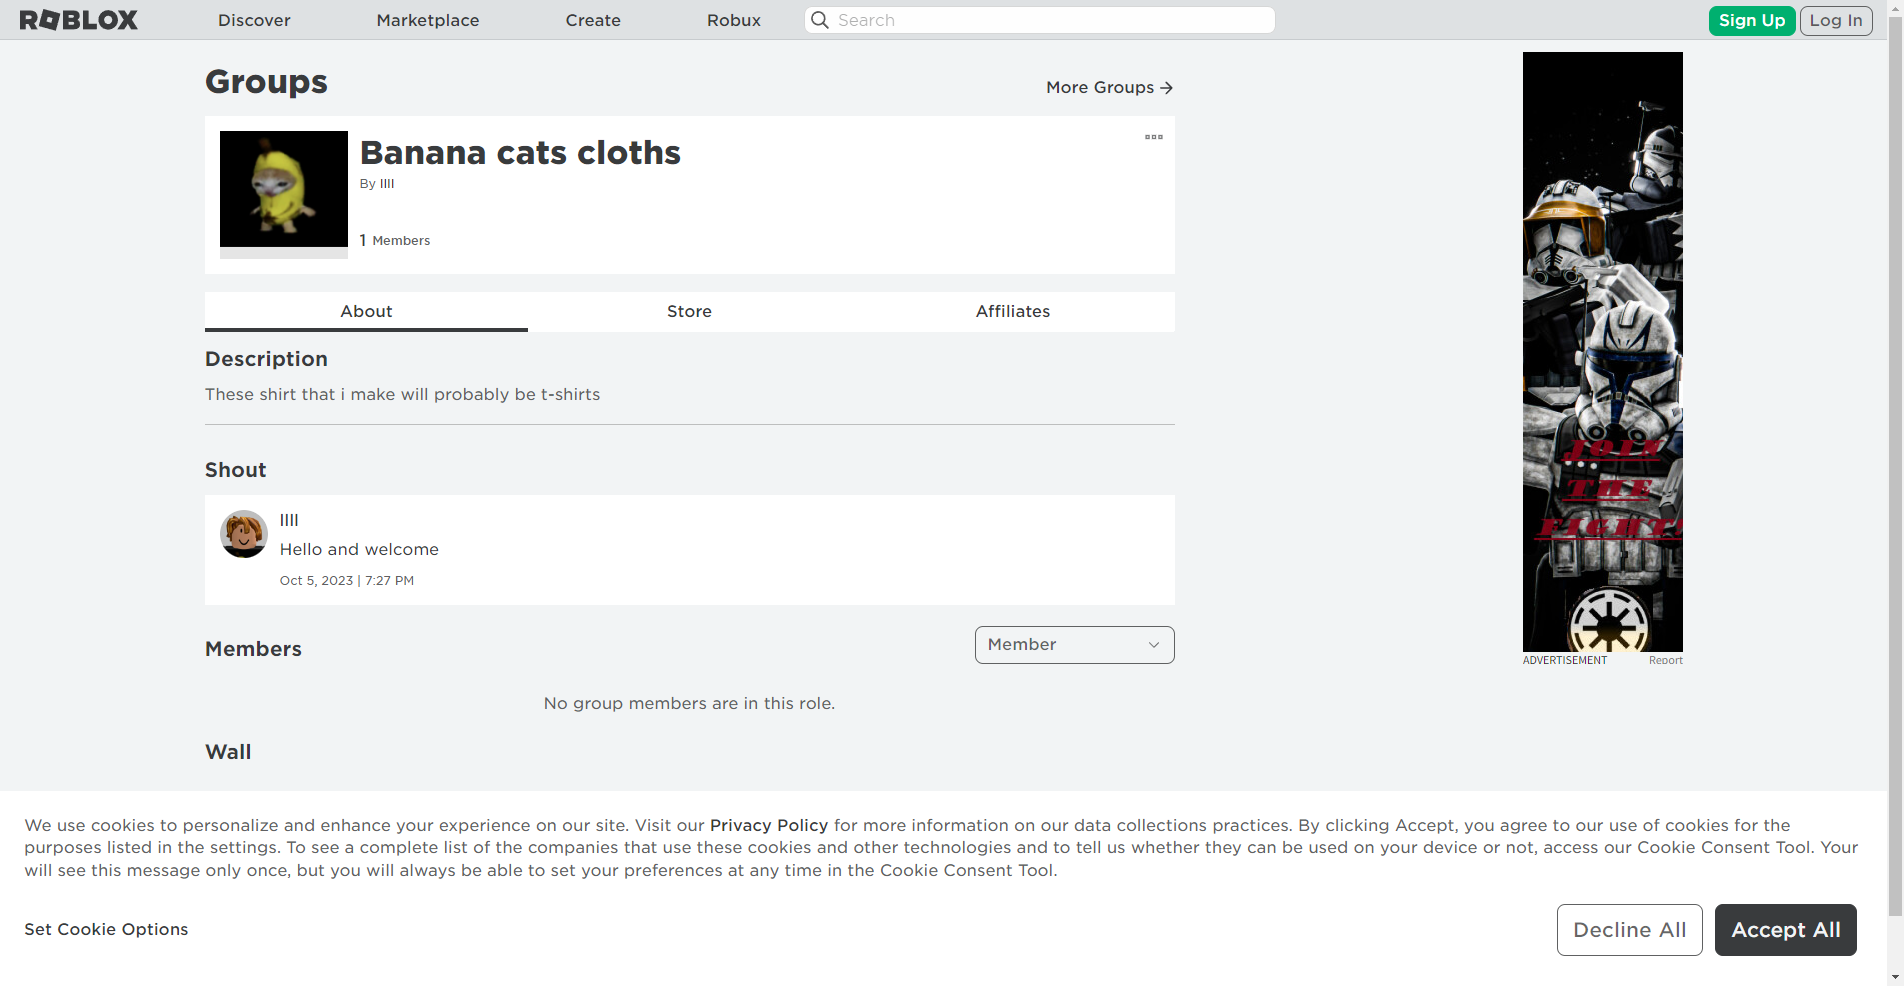 ROBLOX
Discover
Marketplace
Create
Robux
Search
Sign Up
Log In
Groups
More Groups
Banana cats cloths
By IIII
1 Members
About
Store
Affiliates
Description
These shirt that i make will probably be t-shirts
Shout
IIII
Hello and welcome
Oct 5, 2023 | 7:27 PM
Members
Member
No group members are in this role.
Wall
JOIN
THE
FIGHT!
ADVERTISEMENT
Report
We use cookies to personalize and enhance your experience on our site. Visit our Privacy Policy for more information on our data collections practices. By clicking Accept, you agree to our use of cookies for the
purposes listed in the settings. To see a complete list of the companies that use these cookies and other technologies and to tell us whether they can be used on your device or not, access our Cookie Consent Tool. Your
will see this message only once, but you will always be able to set your preferences at any time in the Cookie Consent Tool.
Set Cookie Options
Decline All
Accept All